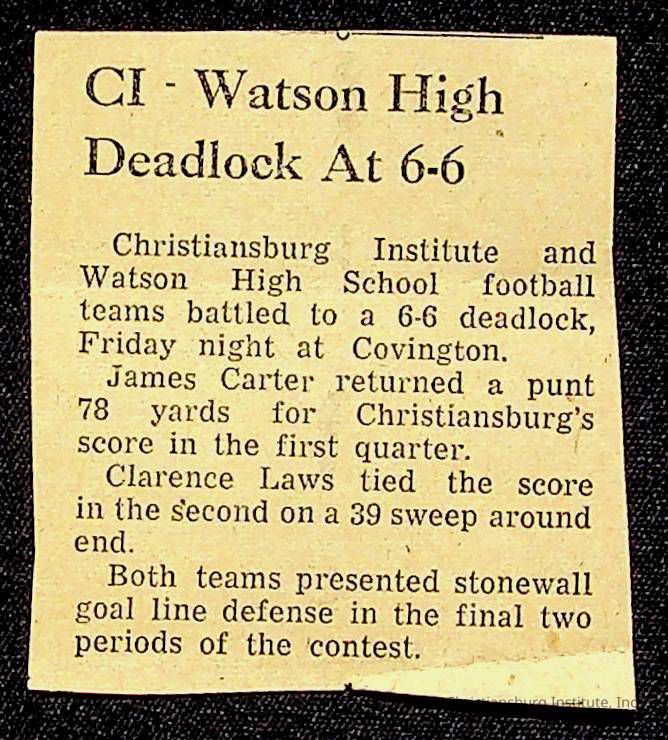 CI - Watson High
Deadlock At 6-6
Christiansburg Institute and
Watson High School football
teams battled to a 6-6 deadlock,
Friday night at Covington.
James Carter returned a punt
78 yards for Christiansburg's
score in the first quarter.
Clarence Laws tied the score
in the second on a 39 sweep around
end.
Both teams presented stonewall
goal line defense in the final two
periods of the contest.
Christiansburg Institute, Inc